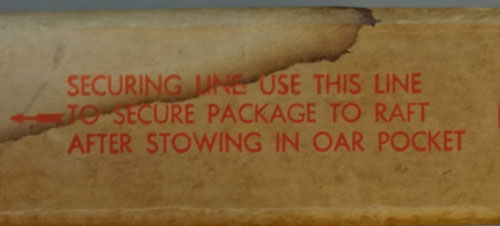 SECURING LINE: USE THIS LINE
TO SECURE PACKAGE TO RAFT
AFTER STOWING IN OAR POCKET